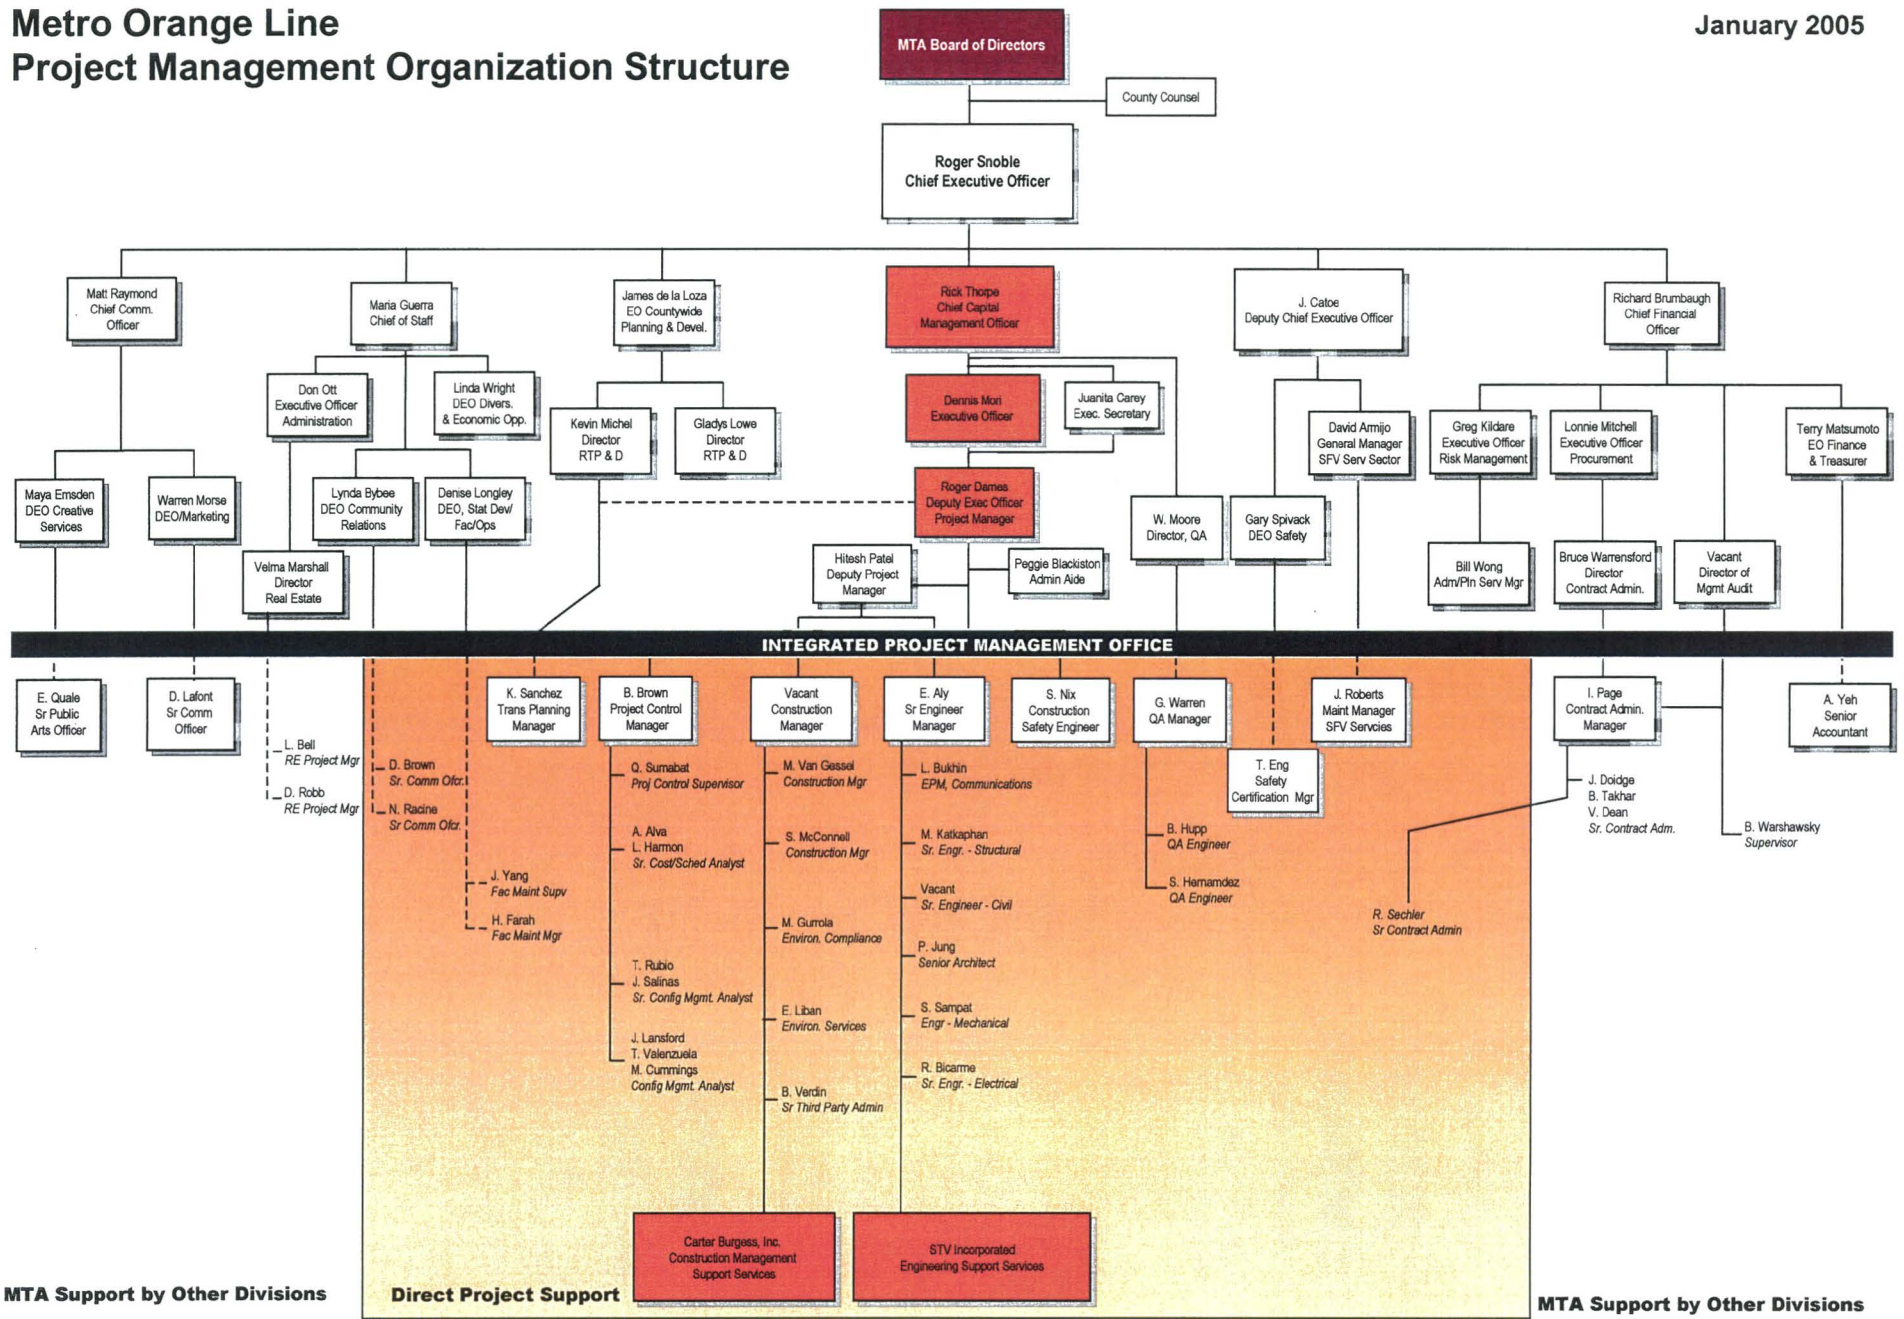 Metro Orange Line
Project Management Organization Structure
January 2005
MTA Board of Directors
County Counsel
Roger Snoble
Chief Executive Officer
Matt Raymond
Chief Comm.
Officer
Maria Guerra
Chief of Staff
James de la Loza
EO Countywide
Planning & Devel.
Rick Thorpe
Chief Capital
Management Officer
J. Catoe
Deputy Chief Executive Officer
Richard Brumbaugh
Chief Financial
Officer
Don Ott
Executive Officer
Administration
Linda Wright
DEO Divers.
& Economic Opp.
Kevin Michel
Director
RTP & D
Gladys Lowe
Director
RTP & D
Dennis Mori
Executive Officer
Juanita Carey
Exec. Secretary
David Armijo
General Manager
SFV Serv Sector
Greg Kildare
Executive Officer
Risk Management
Lonnie Mitchell
Executive Officer
Procurement
Terry Matsumoto
EO Finance
& Treasurer
Maya Emsden
DEO Creative
Services
Warren Morse
DEO/Marketing
Lynda Bybee
DEO Community
Relations
Denise Longley
DEO, Stat Dev/
Fac/Ops
Roger Dames
Deputy Exec Officer
Project Manager
W. Moore
Director, QA
Gary Spivack
DEO Safety
Velma Marshall
Director
Real Estate
Hitesh Patel
Deputy Project
Manager
Peggie Blackiston
Admin Aide
Bill Wong
Adm/Pln Serv Mgr
Bruce Warrensford
Director
Contract Admin.
Vacant
Director of
Mgmt Audit
INTEGRATED PROJECT MANAGEMENT OFFICE
E. Quale
Sr Public
Arts Officer
D. Lafont
Sr Comm
Officer
L. Bell
RE Project Mgr
D. Robb
RE Project Mgr
D. Brown
Sr. Comm Ofcr.
N. Racine
Sr Comm Ofcr.
J. Yang
Fac Maint Supv
H. Farah
Fac Maint Mgr
K. Sanchez
Trans Planning
Manager
B. Brown
Project Control
Manager
Q. Sumabat
Proj Control Supervisor
A. Alva
L. Harmon
Sr. Cost/Sched Analyst
T. Rubio
J. Salinas
Sr. Config Mgmt. Analyst
J. Lansford
T. Valenzuela
M. Cummings
Config Mgmt. Analyst
Vacant
Construction
Manager
M. Van Gessel
Construction Mgr
S. McConnell
Construction Mgr
M. Gurrola
Environ. Compliance
E. Liban
Environ. Services
B. Verdin
Sr Third Party Admin
E. Aly
Sr Engineer
Manager
L. Bukhin
EPM, Communications
M. Katkaphan
Sr. Engr. - Structural
Vacant
Sr. Engineer - Civil
P. Jung
Senior Architect
S. Sampat
Engr - Mechanical
R. Bicarme
Sr. Engr. - Electrical
S. Nix
Construction
Safety Engineer
G. Warren
QA Manager
B. Hupp
QA Engineer
S. Hernamdez
QA Engineer
T. Eng
Safety
Certification Mgr
J. Roberts
Maint Manager
SFV Servcies
I. Page
Contract Admin.
Manager
J. Doidge
B. Takhar
V. Dean
Sr. Contract Adm.
R. Sechler
Sr Contract Admin
B. Warshawsky
Supervisor
A. Yeh
Senior
Accountant
Carter Burgess, Inc.
Construction Management
Support Services
STV Incorporated
Engineering Support Services
MTA Support by Other Divisions
Direct Project Support
MTA Support by Other Divisions